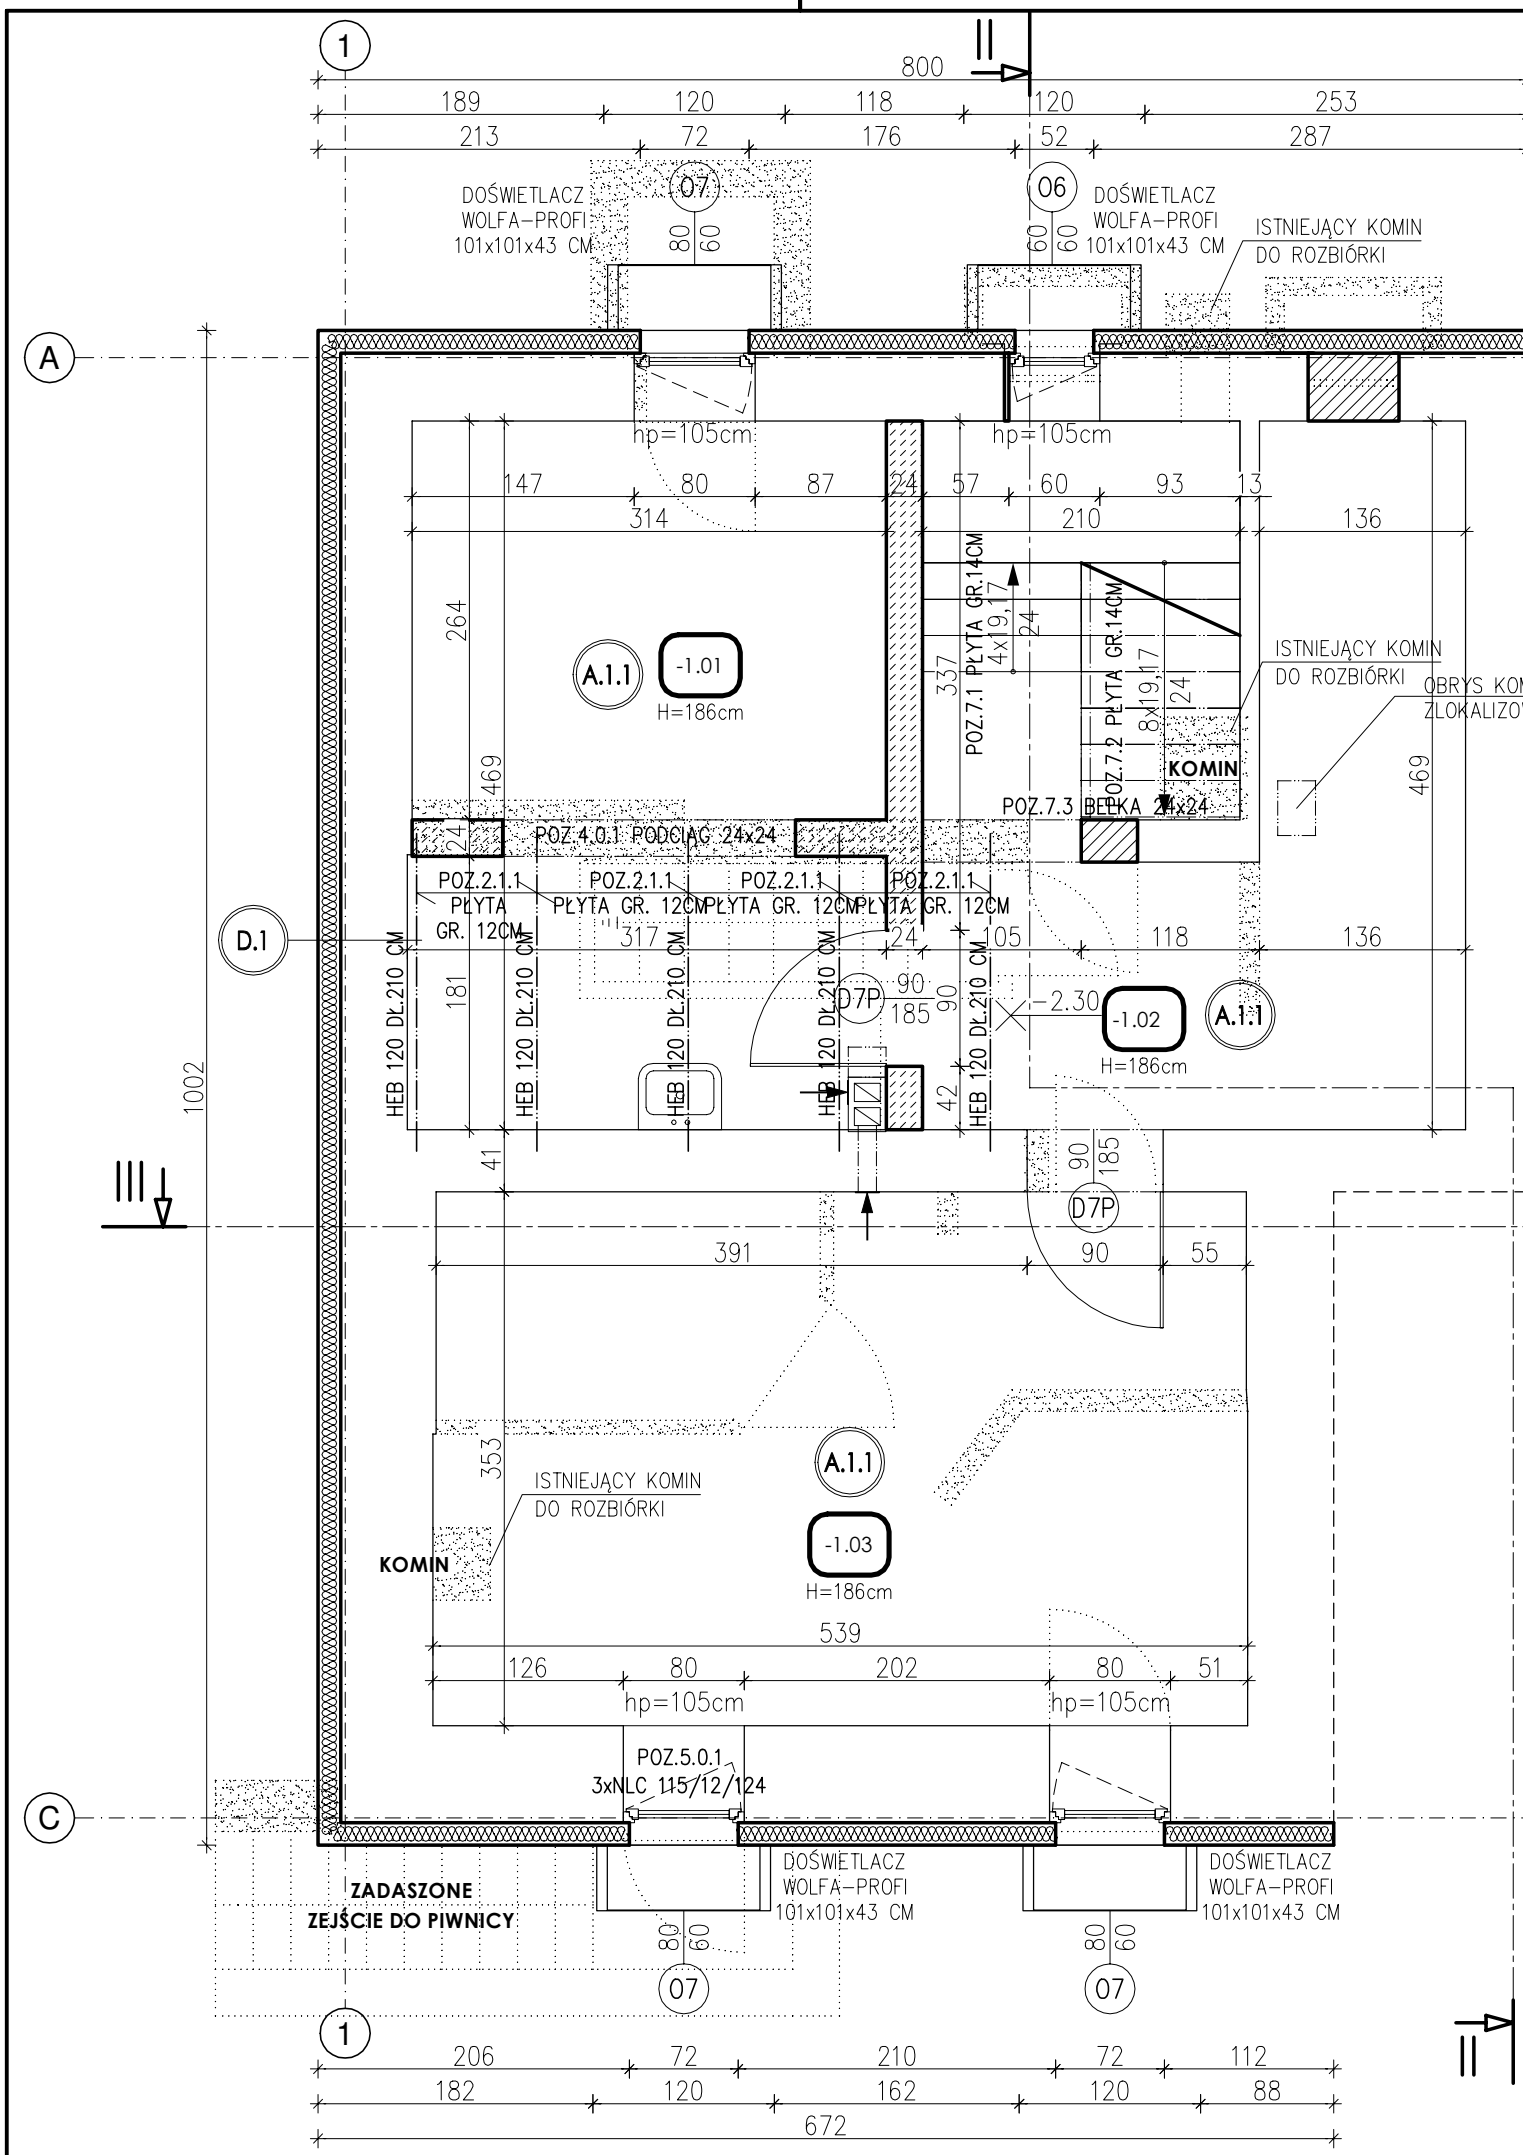 1
II
800
189 120 118 120 253
213 72 176 52 287
O7
O6
DOŚWIETLACZ
WOLFA-PROFI
101x101x43 CM
80
60
60
60
DOŚWIETLACZ
WOLFA-PROFI
101x101x43 CM
ISTNIEJĄCY KOMIN
DO ROZBIÓRKI
A
hp=105cm
hp=105cm
147 80 87 24 57 60 93 13
314 210 136
POZ.7.1 PŁYTA GR.14CM
4x19,17
24
POZ.7.2 PŁYTA GR.14CM
8x19,17
24
264
337
469
469
A.1.1
-1.01
H=186cm
ISTNIEJĄCY KOMIN
DO ROZBIÓRKI
OBRYS KOM
ZLOKALIZOW
KOMIN
POZ.7.3 BELKA 24x24
24
POZ.4.0.1 PODCIĄG 24x24
POZ.2.1.1
PŁYTA
GR. 12CM
POZ.2.1.1
PŁYTA GR. 12CM
POZ.2.1.1
PŁYTA GR. 12CM
POZ.2.1.1
PŁYTA GR. 12CM
D.1
317 24 105 118 136
HEB 120 DŁ.210 CM
HEB 120 DŁ.210 CM
HEB 120 DŁ.210 CM
HEB 120 DŁ.210 CM
HEB 120 DŁ.210 CM
181
D7P
90
185
90
-2.30
-1.02
H=186cm
A.1.1
1002
42
41
90
185
D7P
III
391 90 55
353
A.1.1
ISTNIEJĄCY KOMIN
DO ROZBIÓRKI
KOMIN
-1.03
H=186cm
539
126 80 202 80 51
hp=105cm
hp=105cm
POZ.5.0.1
3xNLC 115/12/124
C
ZADASZONE
ZEJŚCIE DO PIWNICY
DOŚWIETLACZ
WOLFA-PROFI
101x101x43 CM
DOŚWIETLACZ
WOLFA-PROFI
101x101x43 CM
80
60
80
60
O7
O7
1
II
206 72 210 72 112
182 120 162 120 88
672